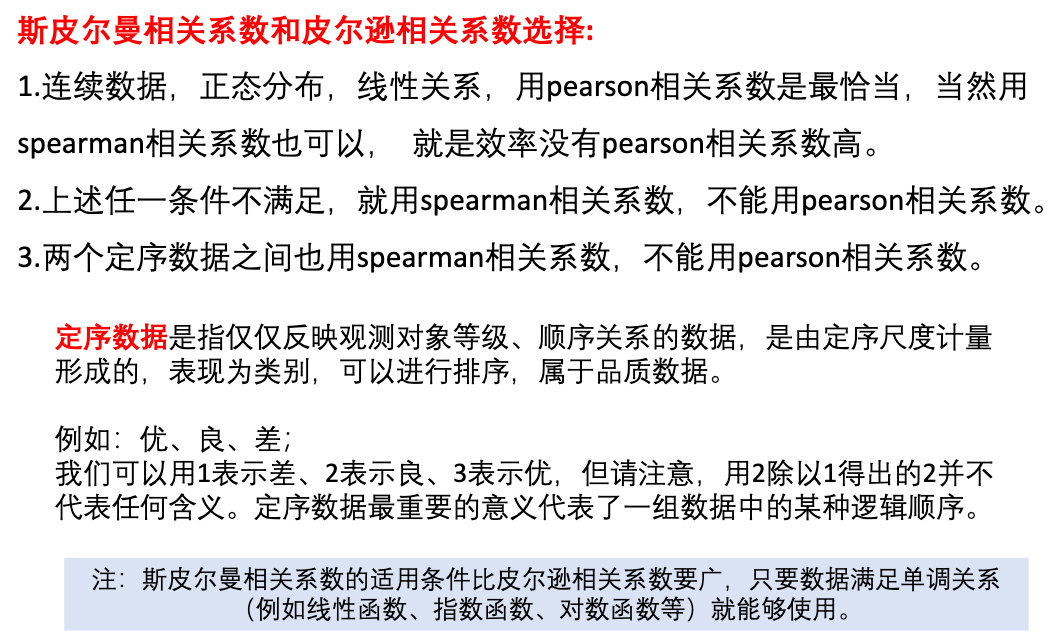 斯皮尔曼相关系数和皮尔逊相关系数选择:
1.连续数据，正态分布，线性关系，用pearson相关系数是最恰当，当然用
spearman相关系数也可以， 就是效率没有pearson相关系数高。
2.上述任一条件不满足，就用spearman相关系数，不能用pearson相关系数。
3.两个定序数据之间也用spearman相关系数，不能用pearson相关系数。
定序数据是指仅仅反映观测对象等级、顺序关系的数据，是由定序尺度计量
形成的，表现为类别，可以进行排序，属于品质数据。
例如：优、良、差；
我们可以用1表示差、2表示良、3表示优，但请注意，用2除以1得出的2并不
代表任何含义。定序数据最重要的意义代表了一组数据中的某种逻辑顺序。
注：斯皮尔曼相关系数的适用条件比皮尔逊相关系数要广，只要数据满足单调关系
（例如线性函数、指数函数、对数函数等）就能够使用。